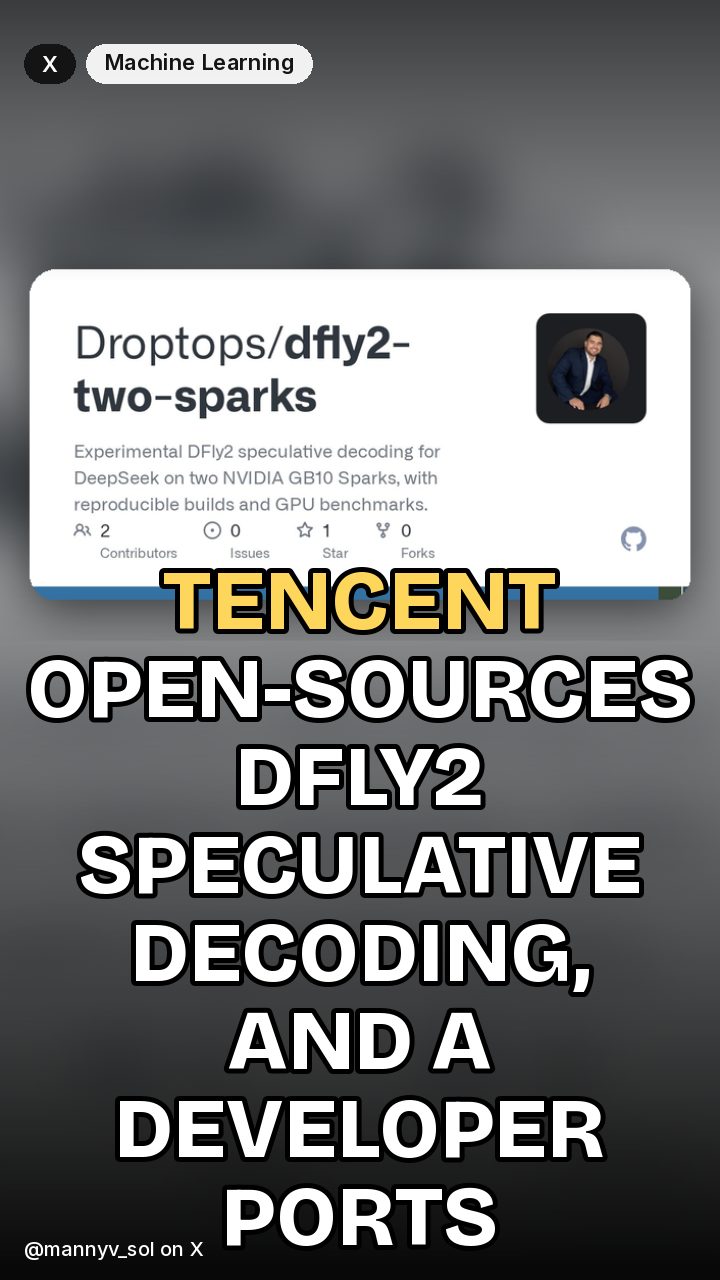 X
Machine Learning
Droptops/dfly2-
two-sparks
Experimental DFly2 speculative decoding for
DeepSeek on two NVIDIA GB10 Sparks, with
reproducible builds and GPU benchmarks.
2 0 1 0
Contributors Issues Star Forks
TENCENT
OPEN-SOURCES
DFLY2
SPECULATIVE
DECODING,
AND A
DEVELOPER
PORTS
@mannyv_sol on X